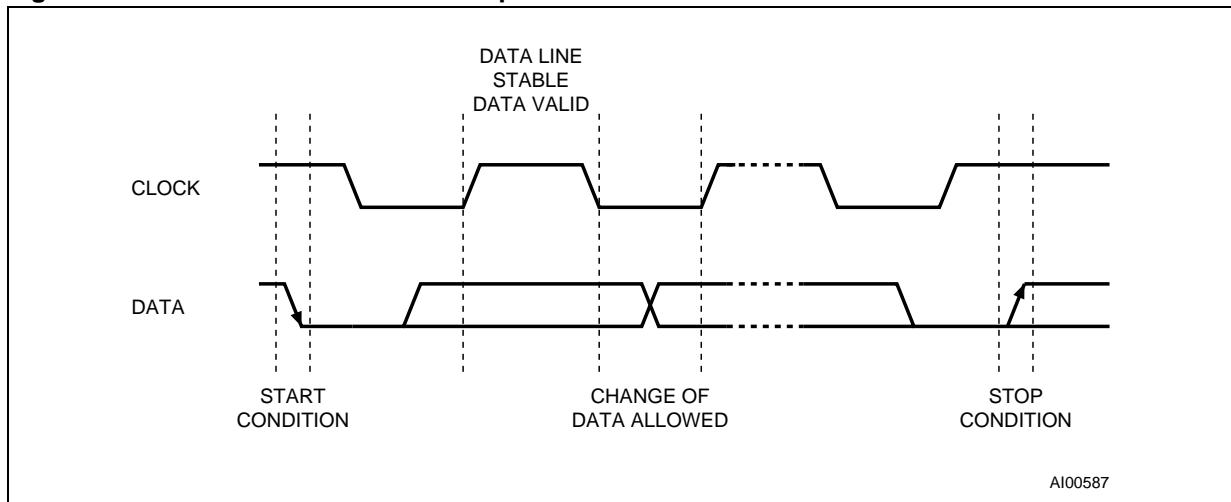 DATA LINE
STABLE
DATA VALID
CLOCK
DATA
START
CONDITION
CHANGE OF
DATA ALLOWED
STOP
CONDITION
AI00587